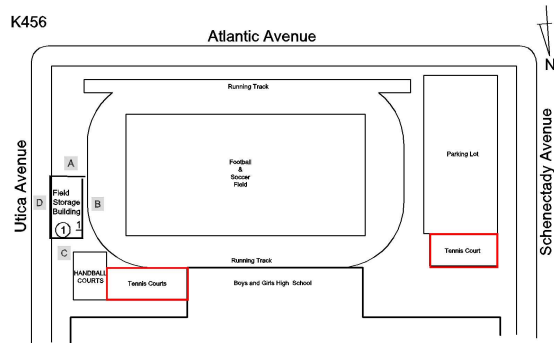 K456
Atlantic Avenue
N
Running Track
Utica Avenue
Schenectady Avenue
Football
&
Soccer
Field
Parking Lot
A
D
Field
Storage
Building
1
1
B
C
Tennis Court
Running Track
HANDBALL
COURTS
Tennis Courts
Boys and Girls High School